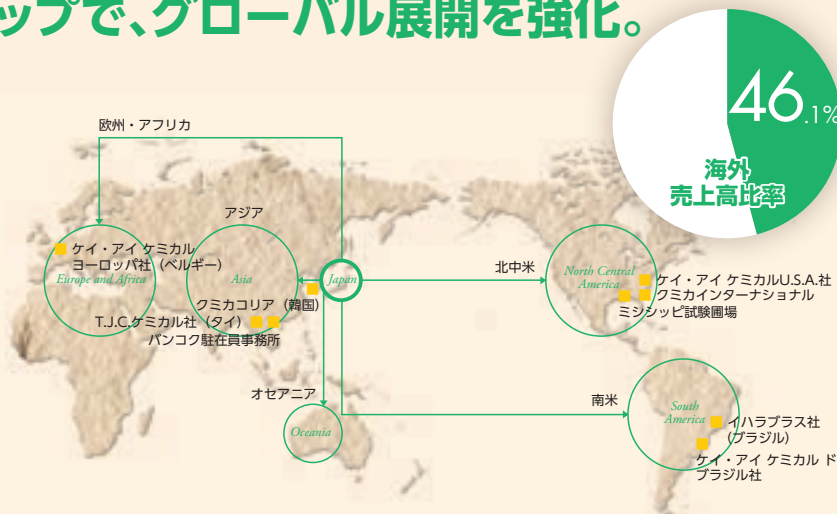 ップで、グローバル展開を強化。
46.1%
海外
売上高比率
欧州・アフリカ
アジア
ケイ・アイ ケミカル
ヨーロッパ社（ベルギー）
Europe and Africa
Asia
Japan
クミカコリア（韓国）
T.J.C.ケミカル社（タイ）
バンコク駐在員事務所
オセアニア
Oceania
北中米
North Central
America
ケイ・アイ ケミカルU.S.A.社
クミカインターナショナル
ミシシッピ試験圃場
南米
South
America
イハラブラス社
（ブラジル）
ケイ・アイ ケミカル ド
ブラジル社